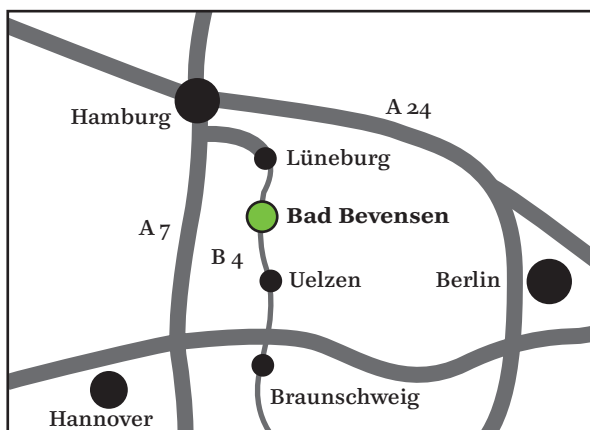 A 24
Hamburg
Lüneburg
Bad Bevensen
A 7
B 4
Uelzen
Berlin
Braunschweig
Hannover